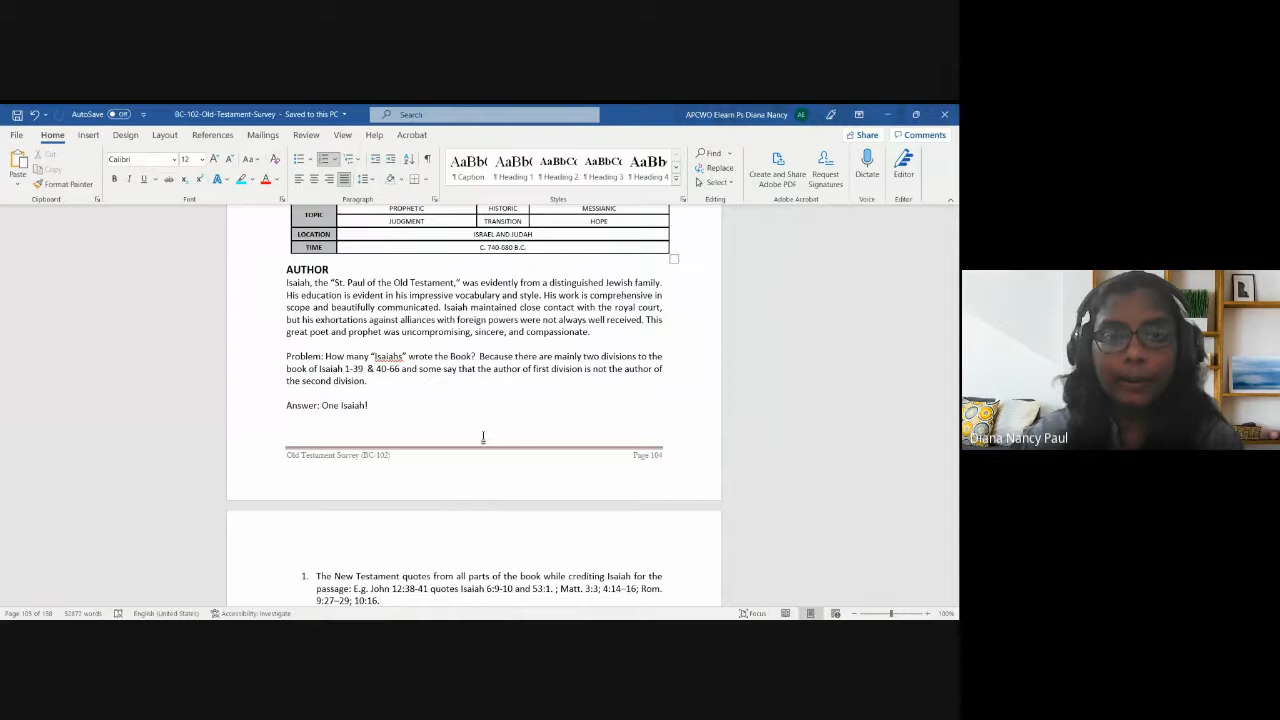 AutoSave Off BC-102-Old-Testament-Survey - Saved to this PC Search APCWO Elearn Ps Diana Nancy AE
File Home Insert Design Layout References Mailings Review View Help Acrobat Share Comments
Cut Calibri 12 Find
Copy Replace
Paste Format Painter Select
AaBb( AaBb( AaBbC( AaBbC( AaBb(
¶ Caption ¶ Heading 1 ¶ Heading 2 ¶ Heading 3 ¶ Heading 4
Create and Share Adobe PDF Request Signatures Dictate Editor
Clipboard Font Paragraph Styles Editing Adobe Acrobat Voice Editor
TOPIC PROPHETIC HISTORIC MESSIANIC
JUDGMENT TRANSITION HOPE
LOCATION ISRAEL AND JUDAH
TIME C. 740-680 B.C.
AUTHOR
Isaiah, the “St. Paul of the Old Testament,” was evidently from a distinguished Jewish family.
His education is evident in his impressive vocabulary and style. His work is comprehensive in
scope and beautifully communicated. Isaiah maintained close contact with the royal court,
but his exhortations against alliances with foreign powers were not always well received. This
great poet and prophet was uncompromising, sincere, and compassionate.
Problem: How many “Isaiahs” wrote the Book? Because there are mainly two divisions to the
book of Isaiah 1-39 & 40-66 and some say that the author of first division is not the author of
the second division.
Answer: One Isaiah!
Old Testament Survey (BC-102) Page 104
1. The New Testament quotes from all parts of the book while crediting Isaiah for the
passage: E.g. John 12:38-41 quotes Isaiah 6:9-10 and 53:1. ; Matt. 3:3; 4:14–16; Rom.
9:27–29; 10:16.
Page 105 of 158 52872 words English (United States) Accessibility: Investigate Focus 100%
Diana Nancy Paul